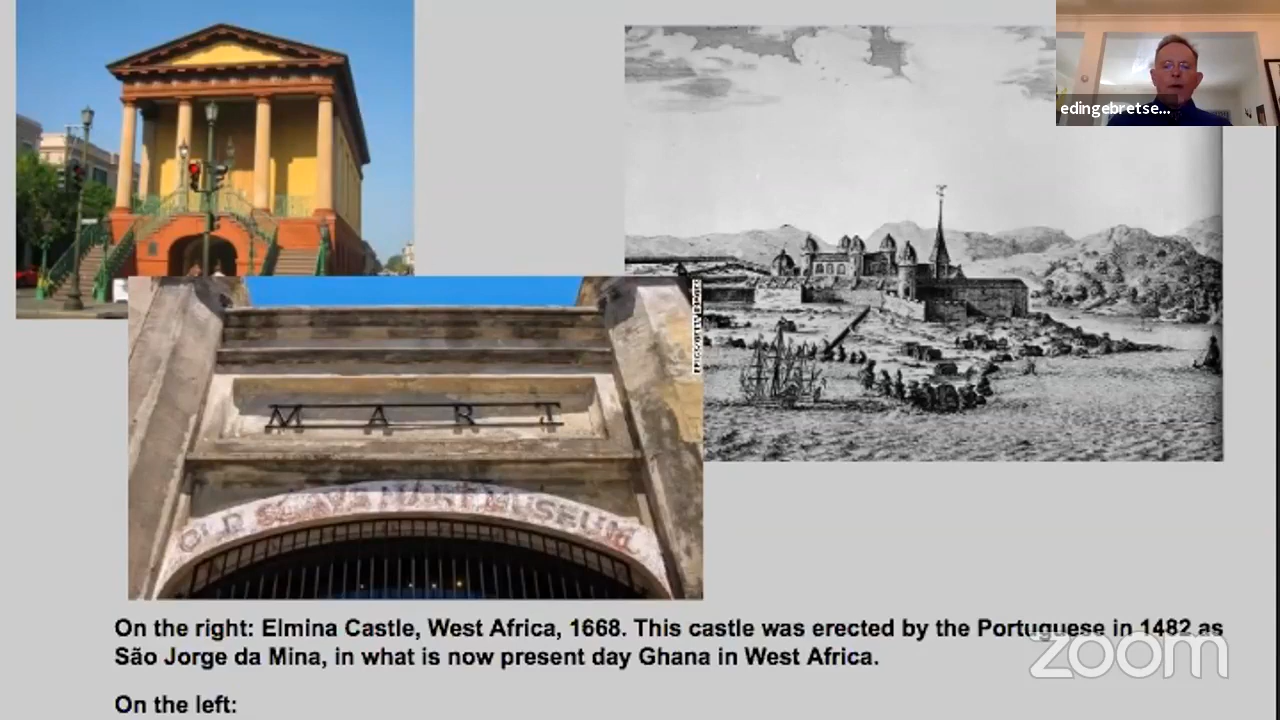 edingebretse...
M A R T
OLD SLAVE MART MUSEUM
On the right: Elmina Castle, West Africa, 1668. This castle was erected by the Portuguese in 1482 as
São Jorge da Mina, in what is now present day Ghana in West Africa.
zoom
On the left: